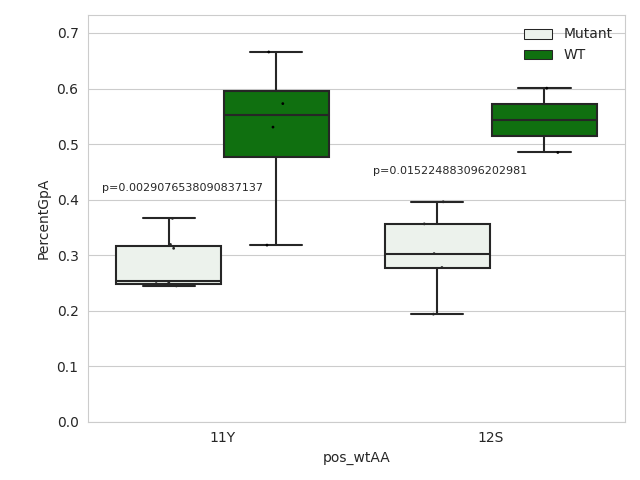 0.7
Mutant
WT
0.6
0.5
p=0.015224883096202981
p=0.0029076538090837137
0.4
PercentGpA
0.3
0.2
0.1
0.0
11Y
12S
pos_wtAA